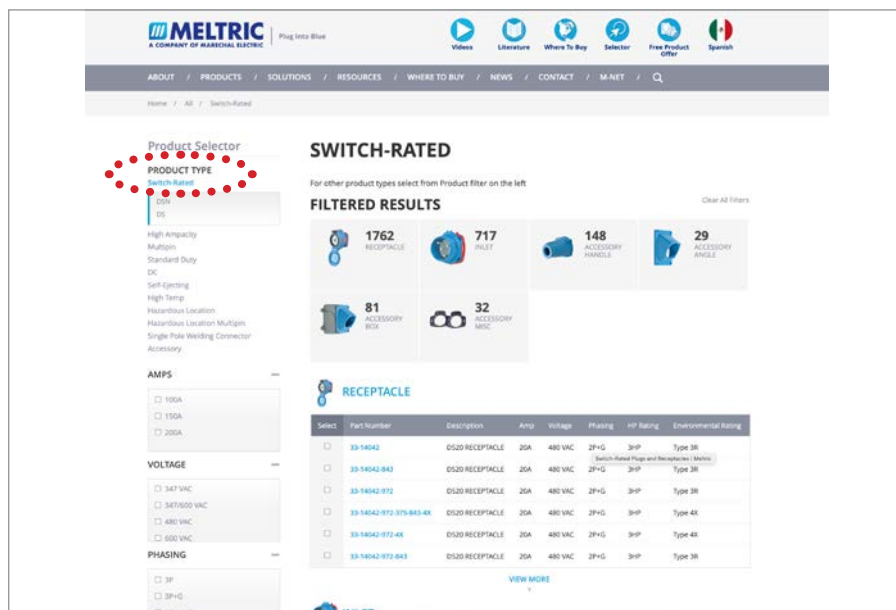 MELTRIC
A COMPANY OF MARECHAL ELECTRIC
Plug Into Blue
Videos
Literature
Where To Buy
Selector
Free Product
Offer
Spanish
ABOUT / PRODUCTS / SOLUTIONS / RESOURCES / WHERE TO BUY / NEWS / CONTACT / M-NET /
Home / All / Switch-Rated
Product Selector
PRODUCT TYPE
Switch-Rated
DSN
DS
High Ampacity
Multipin
Standard Duty
DC
Self-Ejecting
High Temp
Hazardous Location
Hazardous Location Multipin
Single Pole Welding Connector
Accessory
AMPS
100A
150A
200A
VOLTAGE
347 VAC
347/600 VAC
480 VAC
600 VAC
PHASING
3P
3P+G
SWITCH-RATED
For other product types select from Product filter on the left
FILTERED RESULTS
Clear All Filters
1762
RECEPTACLE
717
INLET
148
ACCESSORY
HANDLE
29
ACCESSORY
ANGLE
81
ACCESSORY
BOX
32
ACCESSORY
MISC
RECEPTACLE
Select Part Number Description Amp Voltage Phasing HP Rating Environmental Rating
33-14042 DS20 RECEPTACLE 20A 480 VAC 2P+G 3HP Type 3R
Switch-Rated Plugs and Receptacles | Meltric
33-14042-843 DS20 RECEPTACLE 20A 480 VAC 2P+G 3HP Type 3R
33-14042-972 DS20 RECEPTACLE 20A 480 VAC 2P+G 3HP Type 3R
33-14042-972-375-843-4X DS20 RECEPTACLE 20A 480 VAC 2P+G 3HP Type 4X
33-14042-972-4X DS20 RECEPTACLE 20A 480 VAC 2P+G 3HP Type 4X
33-14042-972-843 DS20 RECEPTACLE 20A 480 VAC 2P+G 3HP Type 3R
VIEW MORE